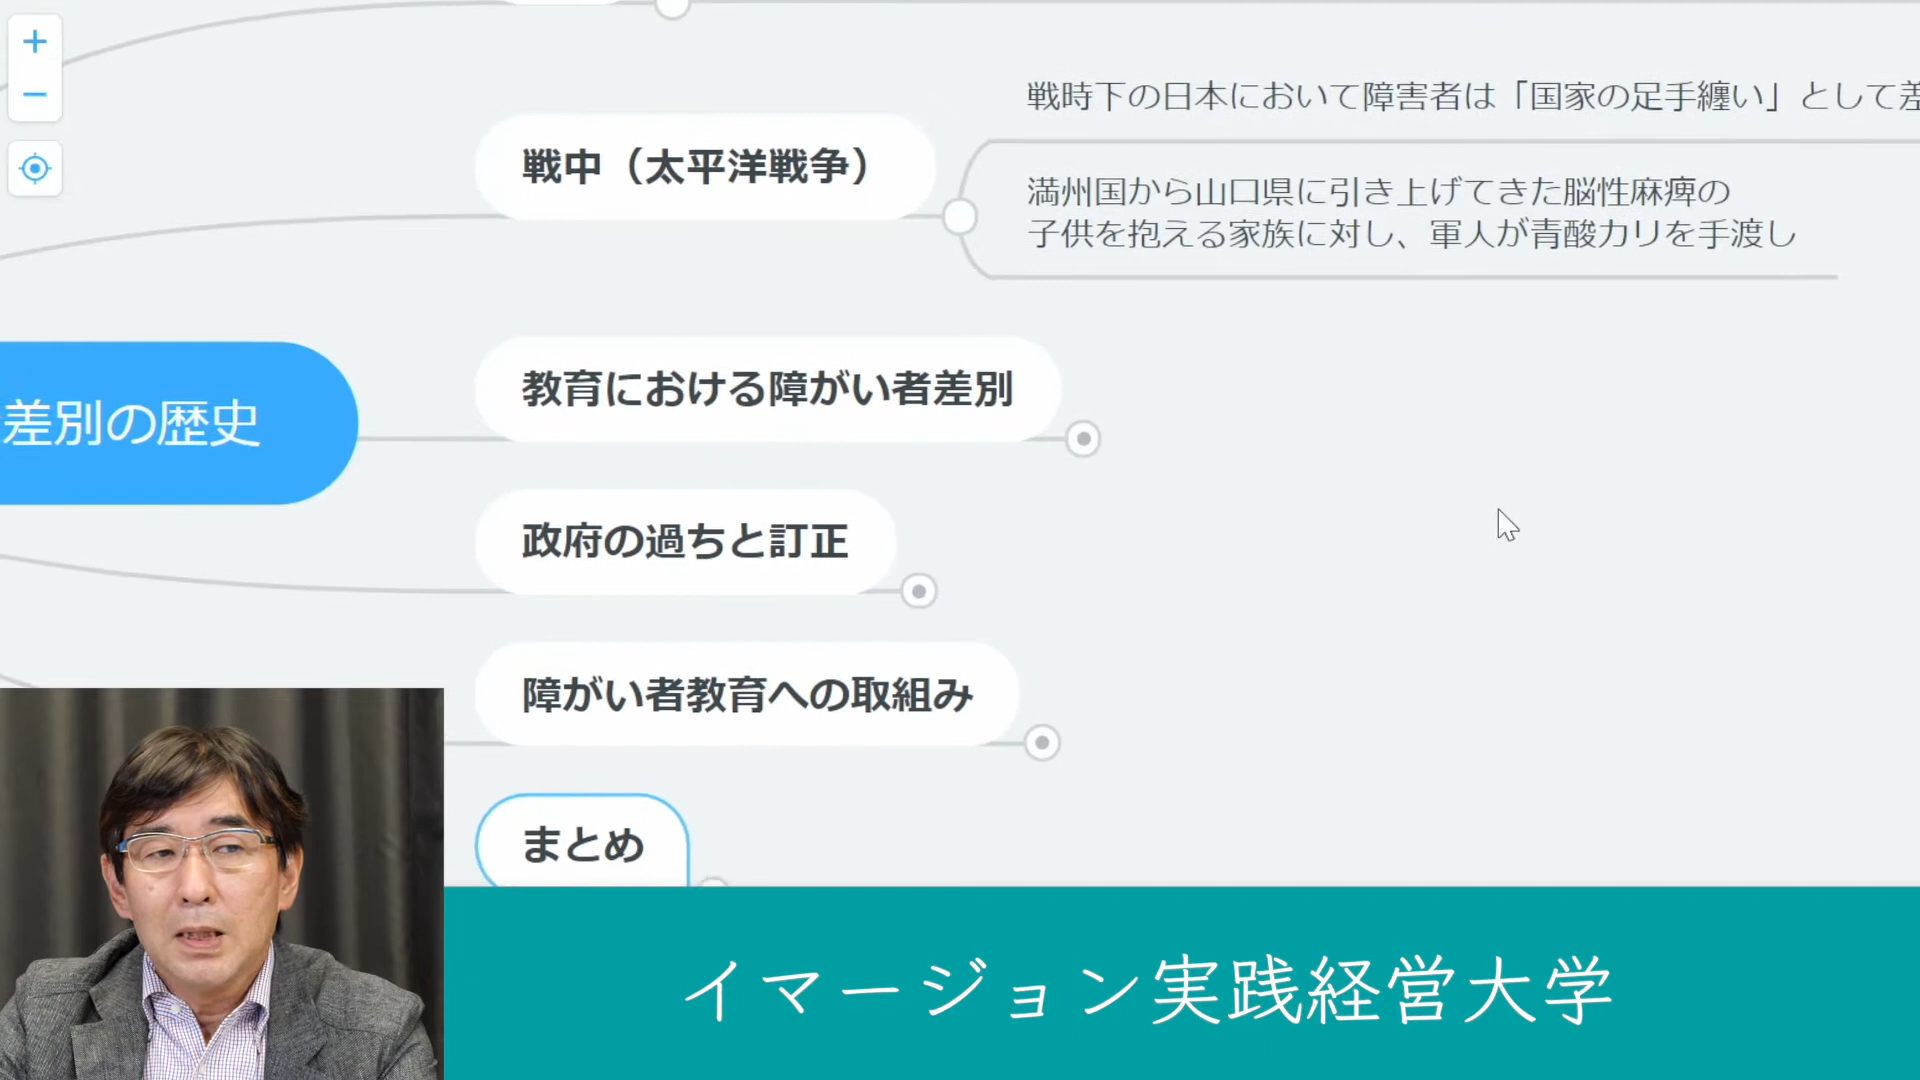 戦時下の日本において障害者は「国家の足手纏い」として差
戦中（太平洋戦争）
満州国から山口県に引き上げてきた脳性麻痺の
子供を抱える家族に対し、軍人が青酸カリを手渡し
教育における障がい者差別
差別の歴史
政府の過ちと訂正
障がい者教育への取組み
まとめ
イマージョン実践経営大学